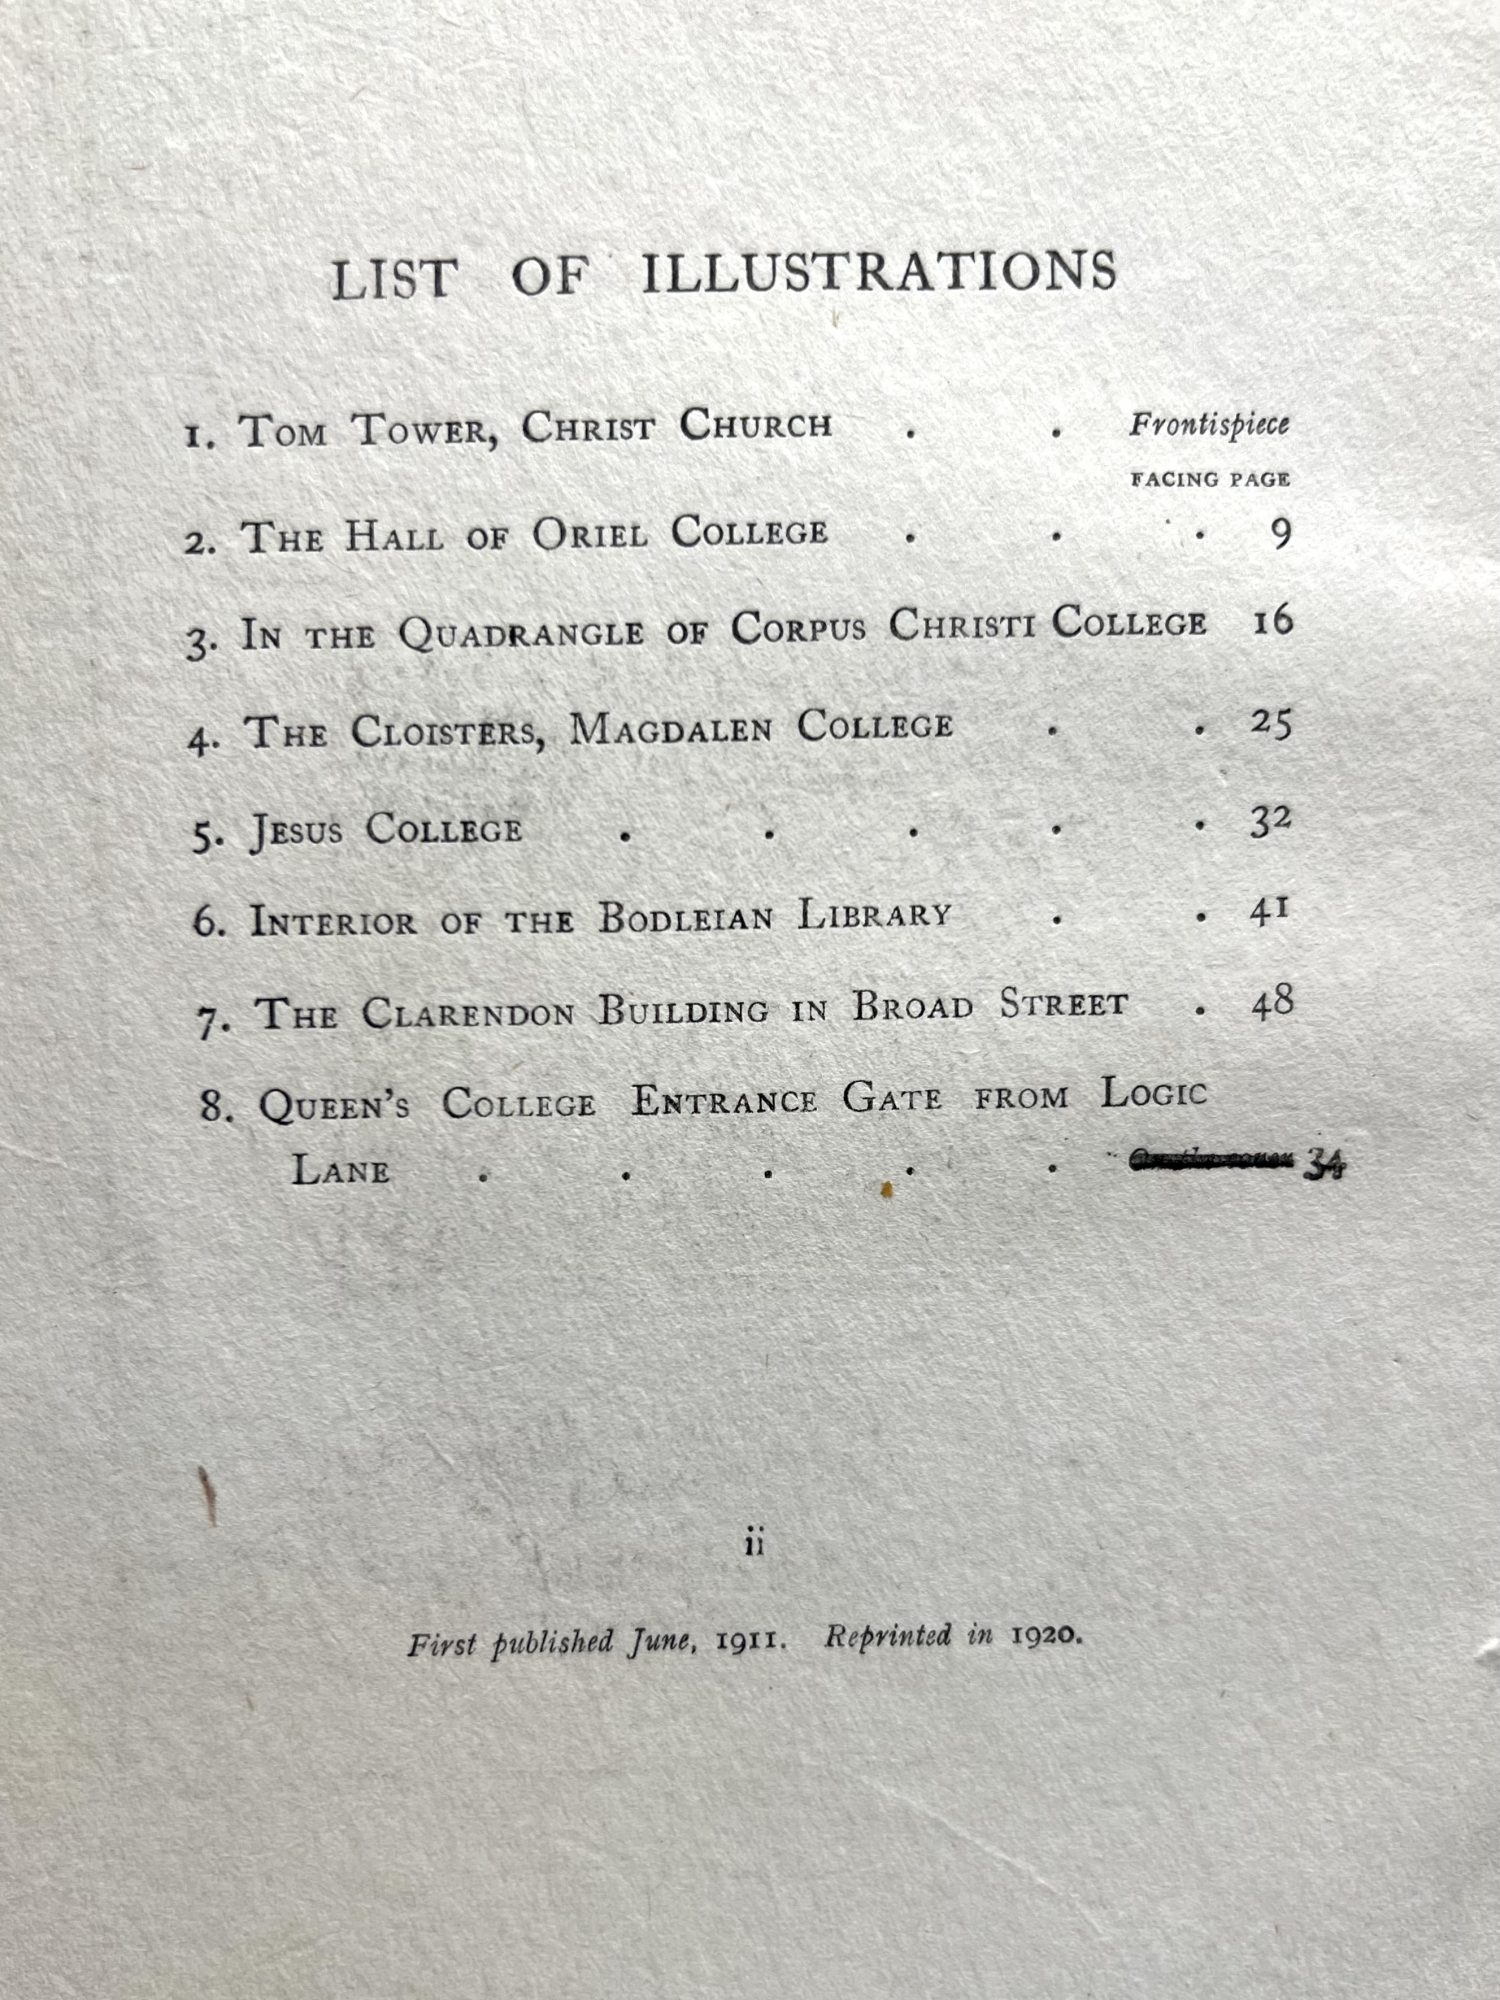 LIST OF ILLUSTRATIONS
1. TOM TOWER, CHRIST CHURCH . . Frontispiece
FACING PAGE
2. THE HALL OF ORIEL COLLEGE . . . 9
3. IN THE QUADRANGLE OF CORPUS CHRISTI COLLEGE 16
4. THE CLOISTERS, MAGDALEN COLLEGE . . 25
5. JESUS COLLEGE . . . . . 32
6. INTERIOR OF THE BODLEIAN LIBRARY . . 41
7. THE CLARENDON BUILDING IN BROAD STREET . 48
8. QUEEN'S COLLEGE ENTRANCE GATE FROM LOGIC
LANE . . . . . On the cover
ii
First published June, 1911. Reprinted in 1920.